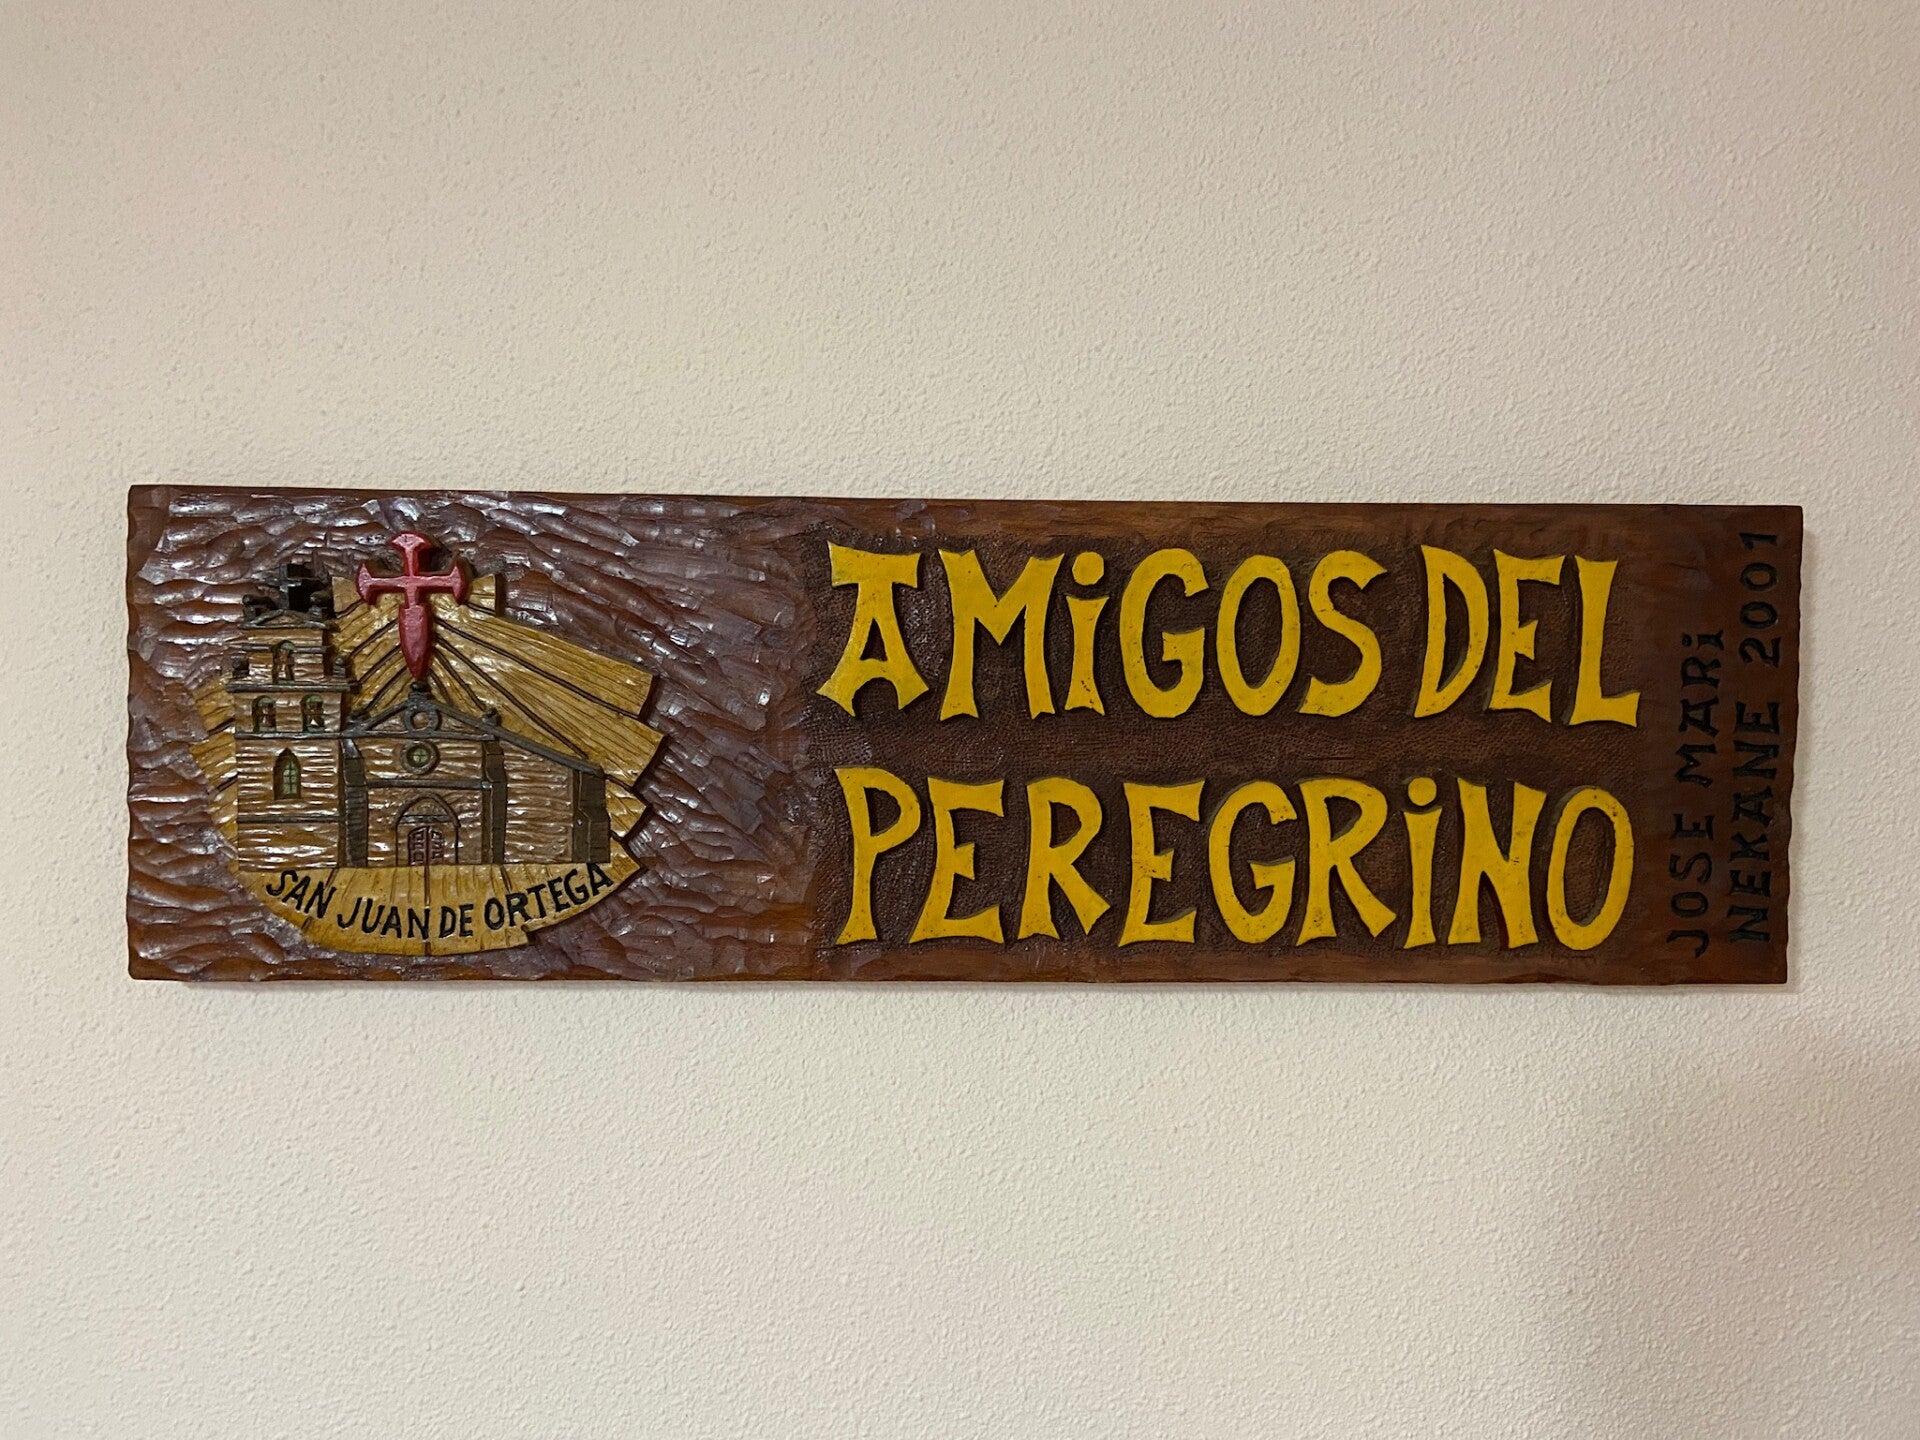 SAN JUAN DE ORTEGA
AMiGOS DEL
PEREGRiNO
JOSE MARi
NEKANE 2001